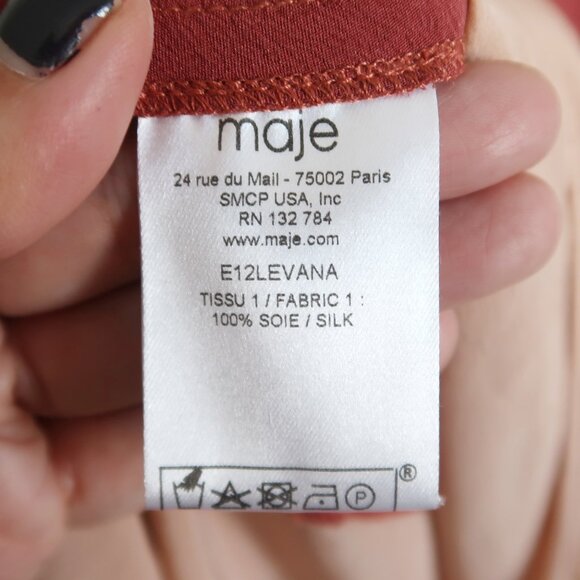 maje
24 rue du Mail - 75002 Paris
SMCP USA, Inc
RN 132 784
www.maje.com
E12LEVANA
TISSU 1 / FABRIC 1 :
100% SOIE / SILK
P ®